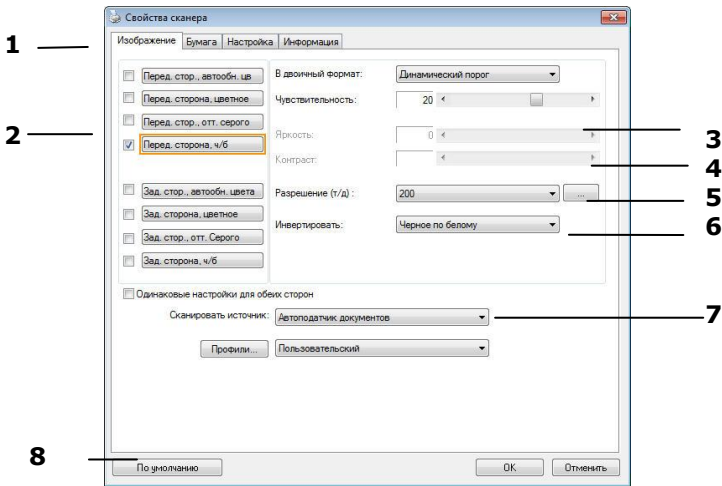 Свойства сканера
1
Изображение Бумага Настройка Информация
Перед. стор., автообн. цв
В двоичный формат: Динамический порог
Перед. сторона, цветное
Чувствительность: 20
Перед. стор., отт. серого
2
Яркость: 0
3
Перед. сторона, ч/б
Контраст:
4
Зад. стор., автообн. цвета
Разрешение (т/д) : 200 ...
5
Зад. сторона, цветное
Инвертировать: Черное по белому
6
Зад. стор., отт. Серого
Зад. сторона, ч/б
Одинаковые настройки для обеих сторон
Сканировать источник: Автоподатчик документов
7
Профили... Пользовательский
8
По умолчанию OK Отменить